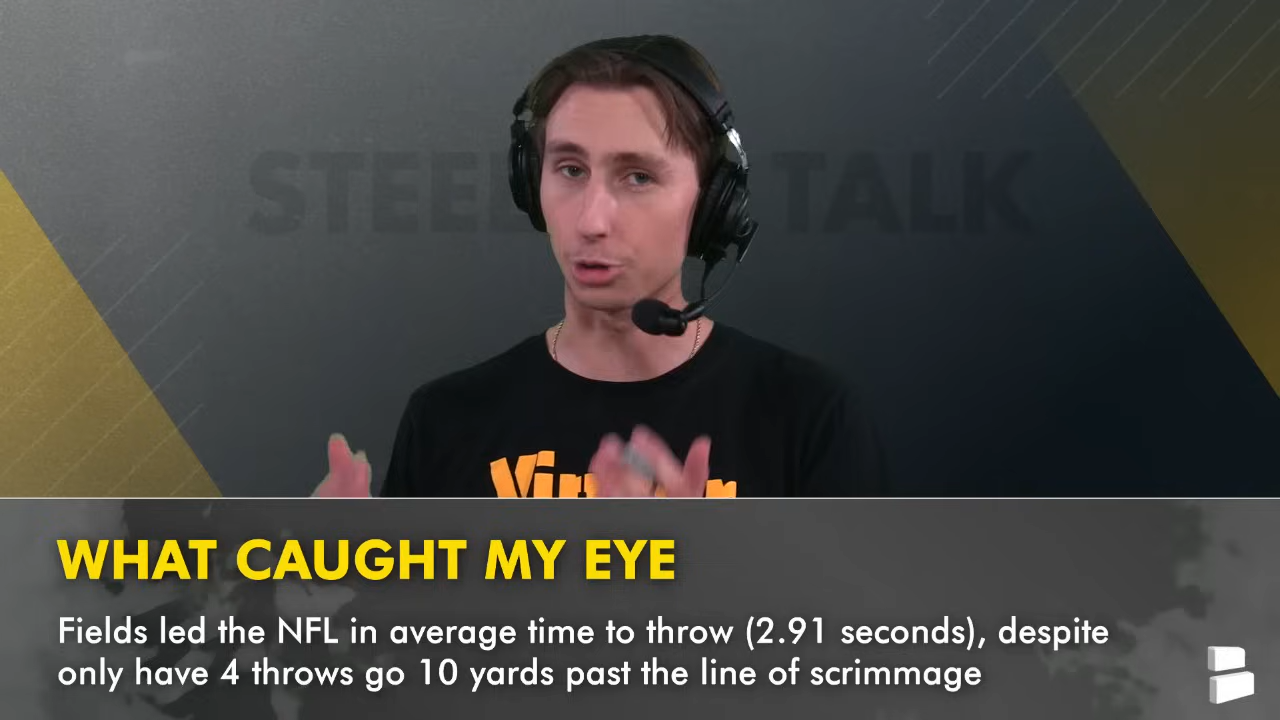 TALK
WHAT CAUGHT MY EYE
Fields led the NFL in average time to throw (2.91 seconds), despite
only have 4 throws go 10 yards past the line of scrimmage